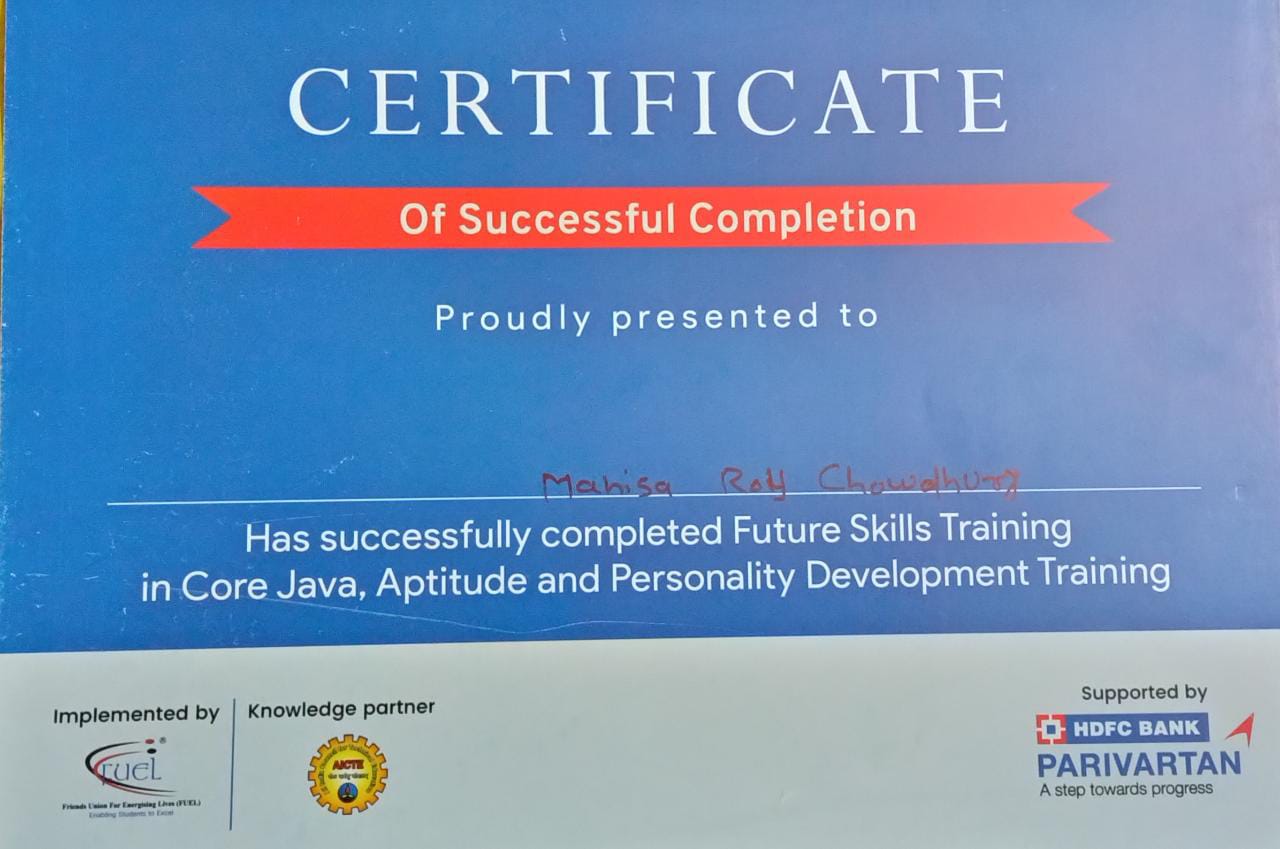 CERTIFICATE
Of Successful Completion
Proudly presented to
Manisa Roy Chowdhury
Has successfully completed Future Skills Training
in Core Java, Aptitude and Personality Development Training
Implemented by
FUEL
Friends Union For Energising Lives (FUEL)
Enabling Students to Excel
Knowledge partner
AICTE
Supported by
HDFC BANK
PARIVARTAN
A step towards progress